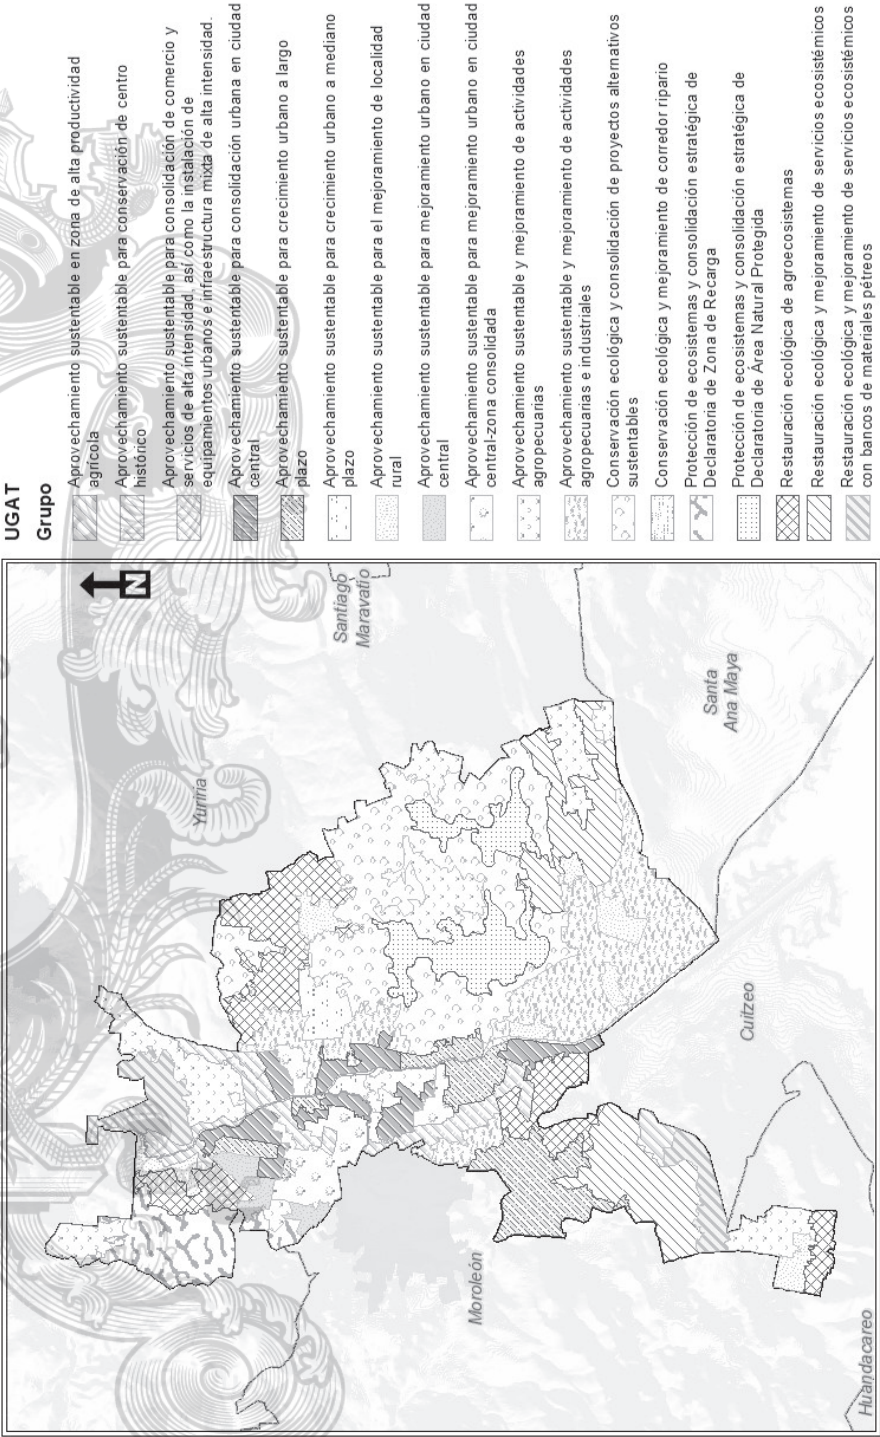 UGAT
Grupo
Aprovechamiento sustentable en zona de alta productividad
agrícola
Aprovechamiento sustentable para conservación de centro
histórico
Aprovechamiento sustentable para consolidación de comercio y
servicios de alta intensidad, así como la instalación de
equipamientos urbanos e infraestructura mixta de alta intensidad.
Aprovechamiento sustentable para consolidación urbana en ciudad
central
Aprovechamiento sustentable para crecimiento urbano a largo
plazo
Aprovechamiento sustentable para crecimiento urbano a mediano
plazo
Aprovechamiento sustentable para el mejoramiento de localidad
rural
Aprovechamiento sustentable para mejoramiento urbano en ciudad
central
Aprovechamiento sustentable para mejoramiento urbano en ciudad
central-zona consolidada
Aprovechamiento sustentable y mejoramiento de actividades
agropecuarias
Aprovechamiento sustentable y mejoramiento de actividades
agropecuarias e industriales
Conservación ecológica y consolidación de proyectos alternativos
sustentables
Conservación ecológica y mejoramiento de corredor ripario
Protección de ecosistemas y consolidación estratégica de
Declaratoria de Zona de Recarga
Protección de ecosistemas y consolidación estratégica de
Declaratoria de Área Natural Protegida
Restauración ecológica de agroecosistemas
Restauración ecológica y mejoramiento de servicios ecosistémicos
Restauración ecológica y mejoramiento de servicios ecosistémicos
con bancos de materiales pétreos
N
Santiago
Maravatío
Yuriria
Santa
Ana Maya
Cuitzeo
Moroleón
Huandacareo